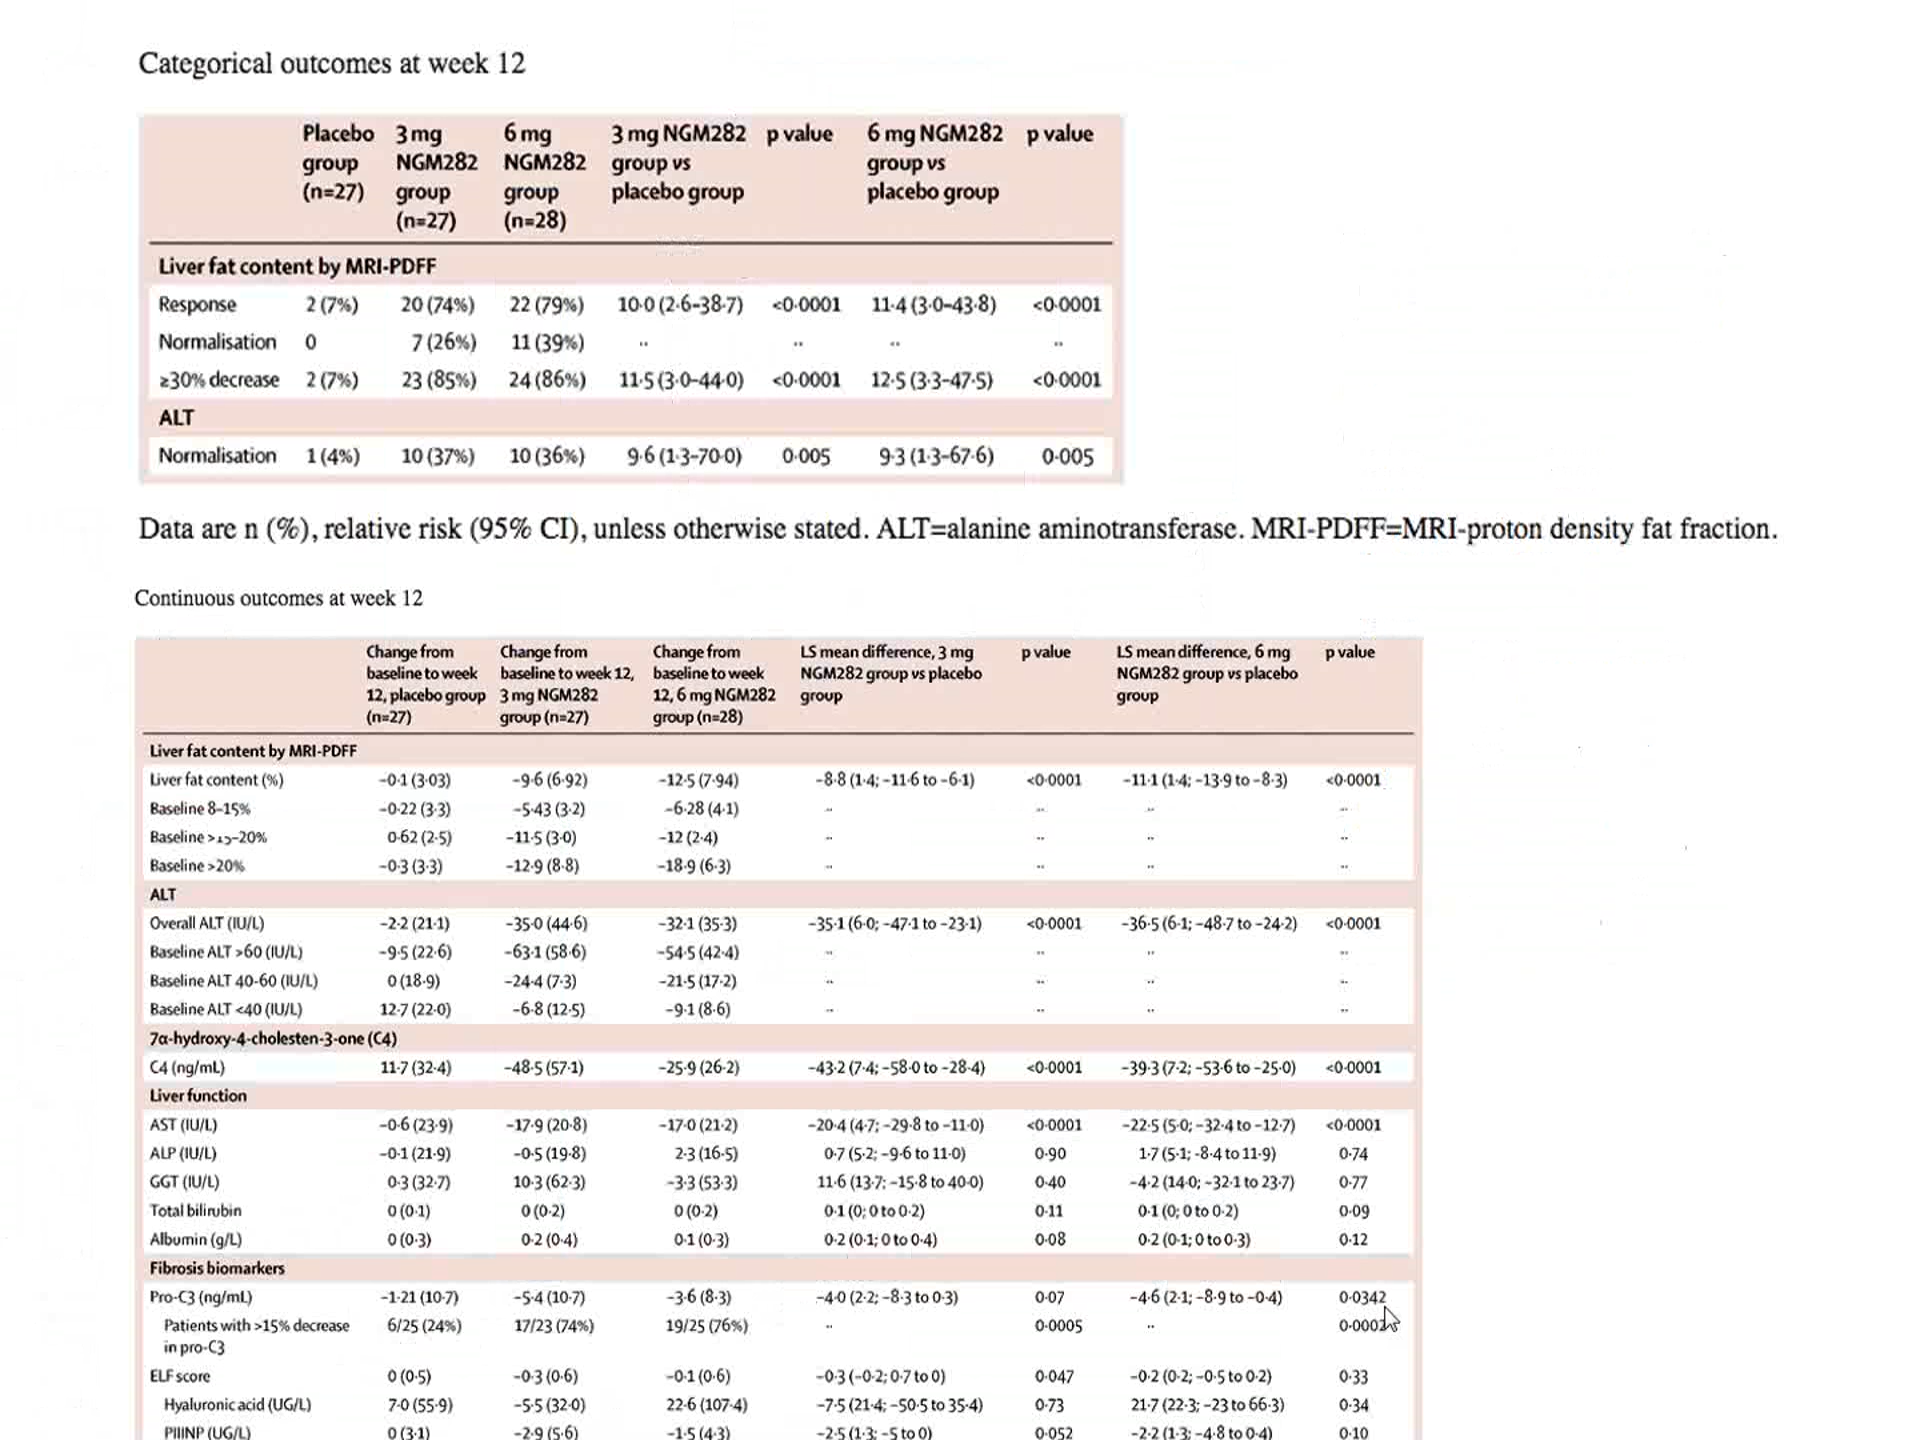 Categorical outcomes at week 12
Placebo group (n=27) 3 mg NGM282 group (n=27) 6 mg NGM282 group (n=28) 3 mg NGM282 group vs placebo group p value 6 mg NGM282 group vs placebo group p value
Liver fat content by MRI-PDFF
Response 2 (7%) 20 (74%) 22 (79%) 10·0 (2·6–38·7) <0·0001 11·4 (3·0–43·8) <0·0001
Normalisation 0 7 (26%) 11 (39%) ·· ·· ·· ··
≥30% decrease 2 (7%) 23 (85%) 24 (86%) 11·5 (3·0–44·0) <0·0001 12·5 (3·3–47·5) <0·0001
ALT
Normalisation 1 (4%) 10 (37%) 10 (36%) 9·6 (1·3–70·0) 0·005 9·3 (1·3–67·6) 0·005
Data are n (%), relative risk (95% CI), unless otherwise stated. ALT=alanine aminotransferase. MRI-PDFF=MRI-proton density fat fraction.
Continuous outcomes at week 12
Change from baseline to week 12, placebo group (n=27) Change from baseline to week 12, 3 mg NGM282 group (n=27) Change from baseline to week 12, 6 mg NGM282 group (n=28) LS mean difference, 3 mg NGM282 group vs placebo group p value LS mean difference, 6 mg NGM282 group vs placebo group p value
Liver fat content by MRI-PDFF
Liver fat content (%) −0·1 (3·03) −9·6 (6·92) −12·5 (7·94) −8·8 (1·4; −11·6 to −6·1) <0·0001 −11·1 (1·4; −13·9 to −8·3) <0·0001
Baseline 8–15% −0·22 (3·3) −5·43 (3·2) −6·28 (4·1) ·· ·· ·· ··
Baseline 0·62 (2·5) −11·5 (3·0) −12 (2·4) ·· ·· ·· ··
Baseline >20% −0·3 (3·3) −12·9 (8·8) −18·9 (6·3) ·· ·· ·· ··
ALT
Overall ALT (IU/L) −2·2 (21·1) −35·0 (44·6) −32·1 (35·3) −35·1 (6·0; −47·1 to −23·1) <0·0001 −36·5 (6·1; −48·7 to −24·2) <0·0001
Baseline ALT >60 (IU/L) −9·5 (22·6) −63·1 (58·6) −54·5 (42·4) ·· ·· ·· ··
Baseline ALT 40-60 (IU/L) 0 (18·9) −24·4 (7·3) −21·5 (17·2) ·· ·· ·· ··
Baseline ALT <40 (IU/L) 12·7 (22·0) −6·8 (12·5) −9·1 (8·6) ·· ·· ·· ··
7α-hydroxy-4-cholesten-3-one (C4)
C4 (ng/mL) 11·7 (32·4) −48·5 (57·1) −25·9 (26·2) −43·2 (7·4; −58·0 to −28·4) <0·0001 −39·3 (7·2; −53·6 to −25·0) <0·0001
Liver function
AST (IU/L) −0·6 (23·9) −17·9 (20·8) −17·0 (21·2) −20·4 (4·7; −29·8 to −11·0) <0·0001 −22·5 (5·0; −32·4 to −12·7) <0·0001
ALP (IU/L) −0·1 (21·9) −0·5 (19·8) 2·3 (16·5) 0·7 (5·2; −9·6 to 11·0) 0·90 1·7 (5·1; -8·4 to 11·9) 0·74
GGT (IU/L) 0·3 (32·7) 10·3 (62·3) −3·3 (53·3) 11·6 (13·7; −15·8 to 40·0) 0·40 −4·2 (14·0; −32·1 to 23·7) 0·77
Total bilirubin 0 (0·1) 0 (0·2) 0 (0·2) 0·1 (0; 0 to 0·2) 0·11 0·1 (0; 0 to 0·2) 0·09
Albumin (g/L) 0 (0·3) 0·2 (0·4) 0·1 (0·3) 0·2 (0·1; 0 to 0·4) 0·08 0·2 (0·1; 0 to 0·3) 0·12
Fibrosis biomarkers
Pro-C3 (ng/mL) −1·21 (10·7) −5·4 (10·7) −3·6 (8·3) −4·0 (2·2; −8·3 to 0·3) 0·07 −4·6 (2·1; −8·9 to −0·4) 0·0342
Patients with >15% decrease in pro-C3 6/25 (24%) 17/23 (74%) 19/25 (76%) ·· 0·0005 ··
ELF score 0 (0·5) −0·3 (0·6) −0·1 (0·6) −0·3 (−0·2; 0·7 to 0) 0·047 −0·2 (0·2; −0·5 to 0·2) 0·33
Hyaluronic acid (UG/L) 7·0 (55·9) −5·5 (32·0) 22·6 (107·4) −7·5 (21·4; −50·5 to 35·4) 0·73 21·7 (22·3; −23 to 66·3) 0·34
PIIINP (UG/L) 0 (3·1) −2·9 (5·6) −1·5 (4·3) −2·5 (1·3; −5 to 0) 0·052 −2·2 (1·3; −4·8 to 0·4) 0·10